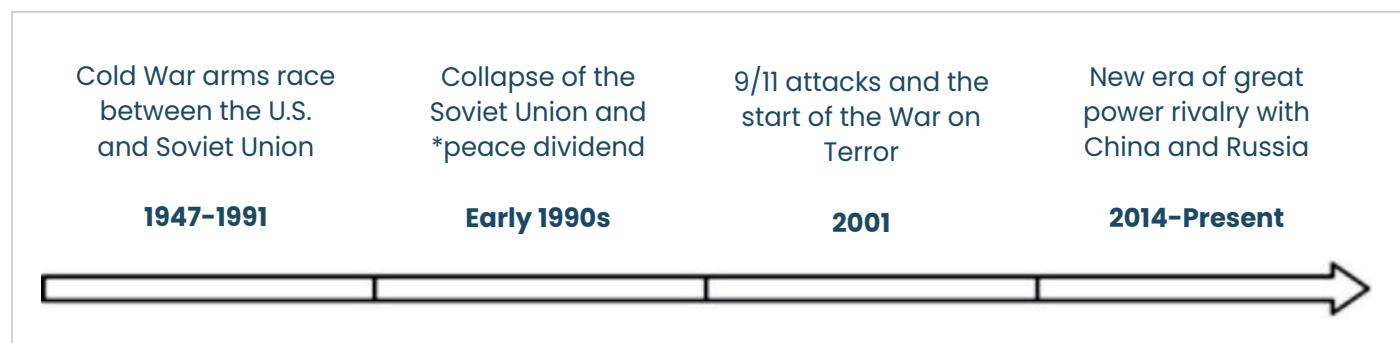 Cold War arms race
between the U.S.
and Soviet Union
1947-1991
Collapse of the
Soviet Union and
*peace dividend
Early 1990s
9/11 attacks and the
start of the War on
Terror
2001
New era of great
power rivalry with
China and Russia
2014-Present